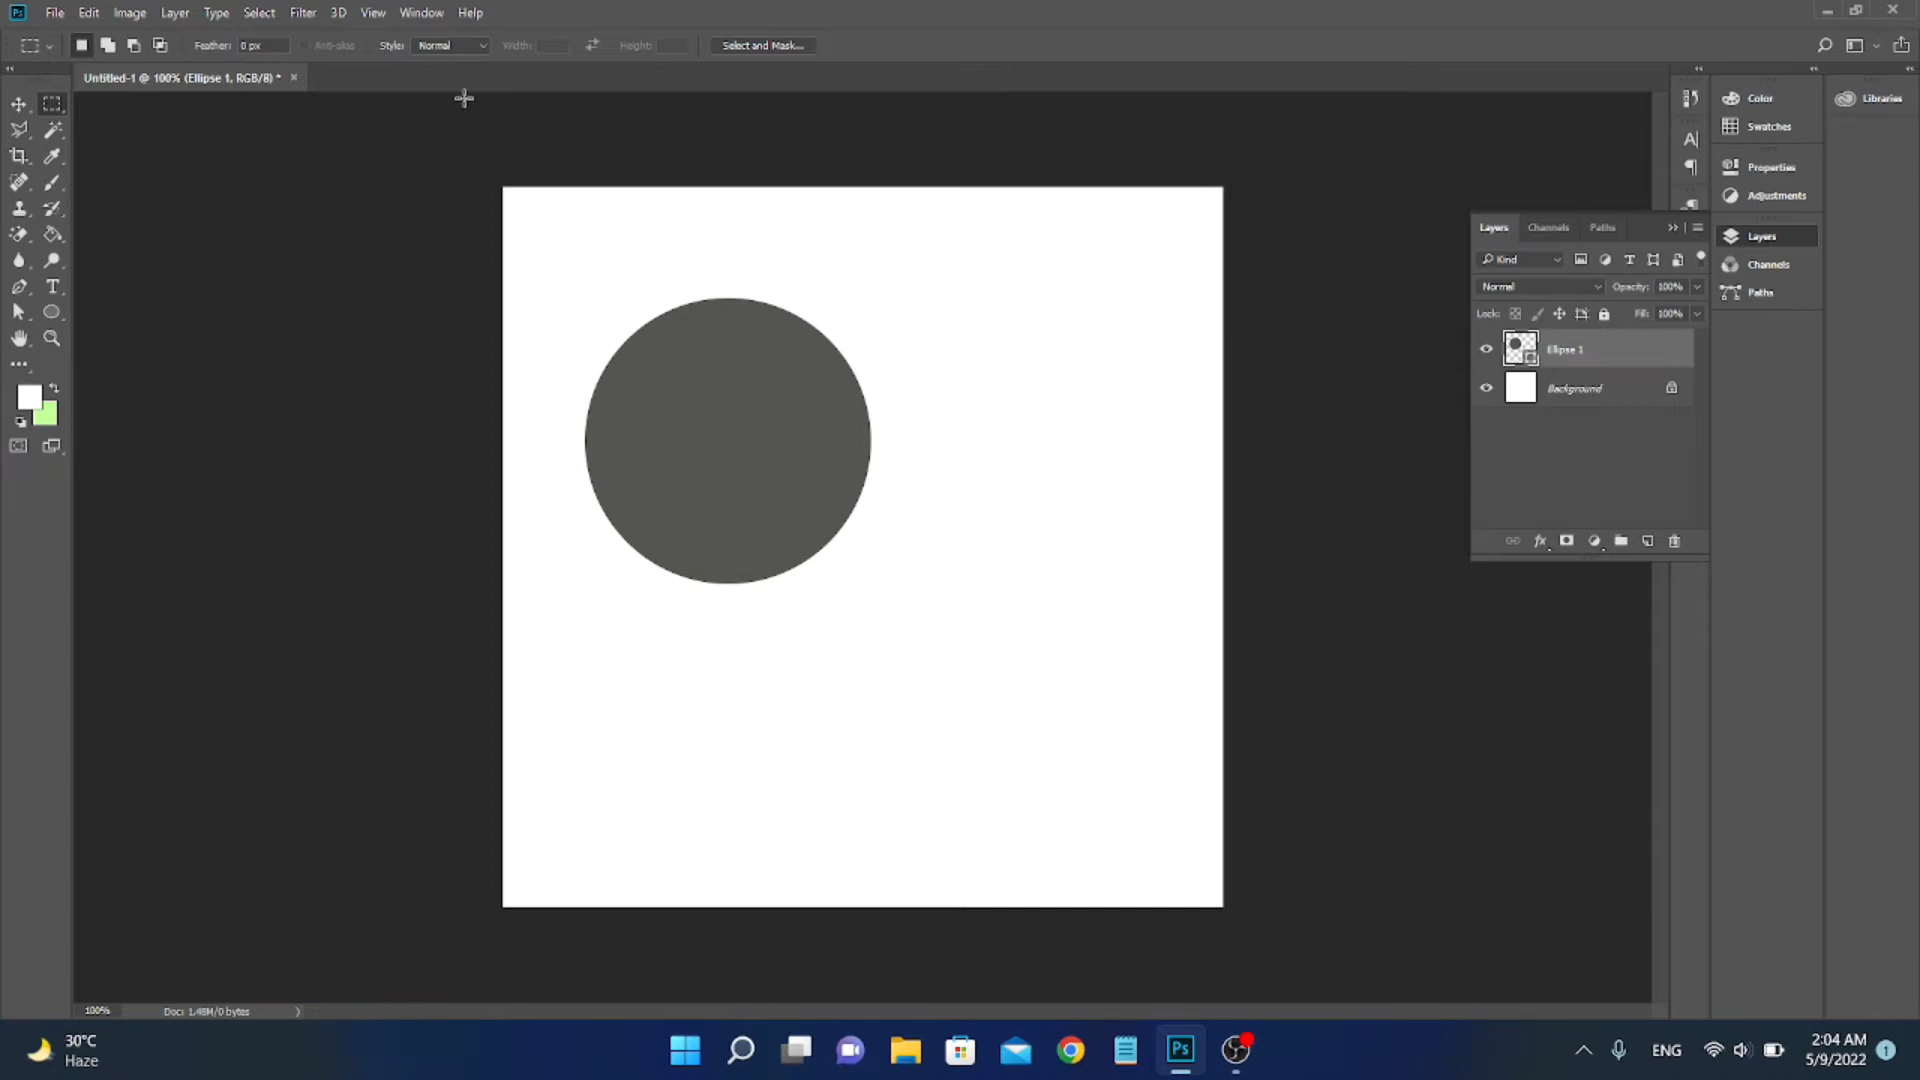 Ps File Edit Image Layer Type Select Filter 3D View Window Help
Feather: 0 px Anti-alias Style: Normal Width: Height: Select and Mask...
Untitled-1 @ 100% (Ellipse 1, RGB/8) * ×
Color
Swatches
Properties
Adjustments
Layers
Channels
Paths
Libraries
Layers Channels Paths
Kind
Normal Opacity: 100%
Lock: Fill: 100%
Ellipse 1
Background
fx
100% Doc: 1.48M/0 bytes
30°C
Haze
Ps
ENG
2:04 AM
5/9/2022
1